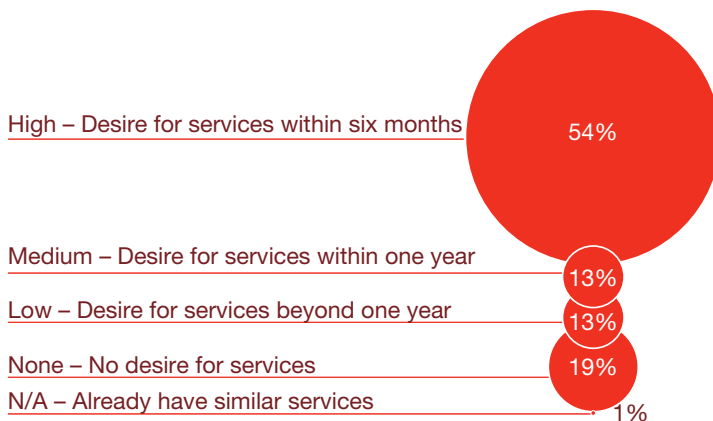 High – Desire for services within six months
54%
Medium – Desire for services within one year
13%
Low – Desire for services beyond one year
13%
None – No desire for services
19%
N/A – Already have similar services
1%